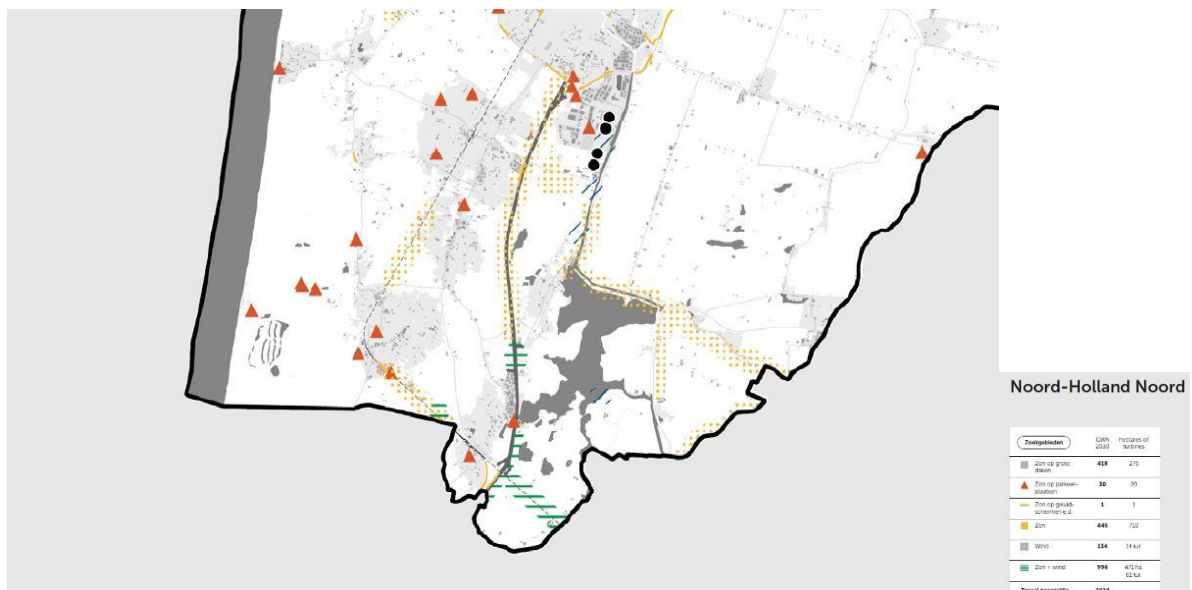 Noord-Holland Noord
Zoekgebieden GWh 2030 hectares of turbines
Zon op grote daken 418 275
Zon op parkeer-plaatsen 30 20
Zon op geluid-schermen e.d. 1 1
Zon 445 710
Wind 134 14 tur.
Zon + wind 996 471 ha. 61 tur.